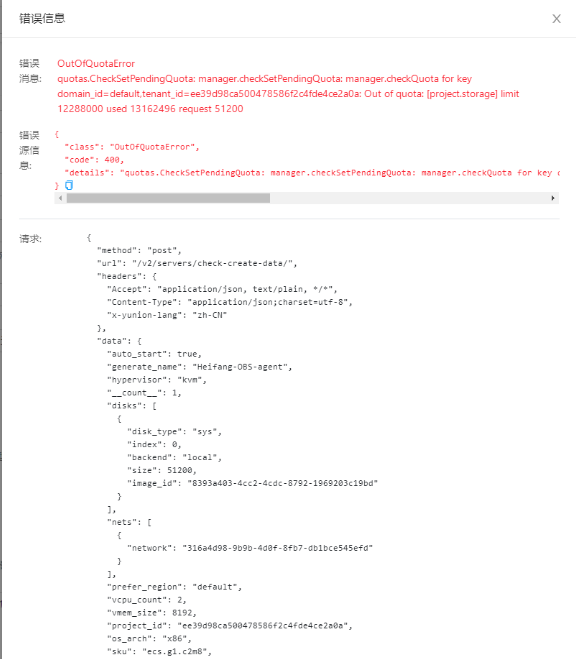 错误信息
错误消息: OutOfQuotaError
quotas.CheckSetPendingQuota: manager.checkSetPendingQuota: manager.checkQuota for key
domain_id=default,tenant_id=ee39d98ca500478586f2c4fde4ce2a0a: Out of quota: [project.storage] limit
12288000 used 13162496 request 51200
错误源信息: {
"class": "OutOfQuotaError",
"code": 400,
"details": "quotas.CheckSetPendingQuota: manager.checkSetPendingQuota: manager.checkQuota for key
}
请求: {
"method": "post",
"url": "/v2/servers/check-create-data/",
"headers": {
"Accept": "application/json, text/plain, */*",
"Content-Type": "application/json;charset=utf-8",
"x-yunion-lang": "zh-CN"
},
"data": {
"auto_start": true,
"generate_name": "Heifang-OBS-agent",
"hypervisor": "kvm",
"__count__": 1,
"disks": [
{
"disk_type": "sys",
"index": 0,
"backend": "local",
"size": 51200,
"image_id": "8393a403-4cc2-4cdc-8792-1969203c19bd"
}
],
"nets": [
{
"network": "316a4d98-9b9b-4d0f-8fb7-db1bce545efd"
}
],
"prefer_region": "default",
"vcpu_count": 2,
"vmem_size": 8192,
"project_id": "ee39d98ca500478586f2c4fde4ce2a0a",
"os_arch": "x86",
"sku": "ecs.g1.c2m8",